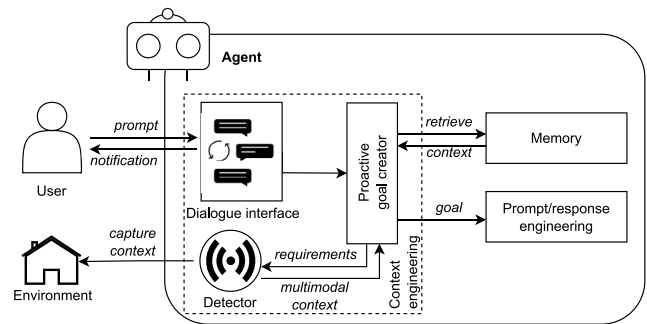 Agent
prompt
notification
User
Dialogue interface
Proactive
goal creator
retrieve
context
Memory
goal
Prompt/response
engineering
capture
context
Environment
Detector
requirements
multimodal
context
Context
engineering